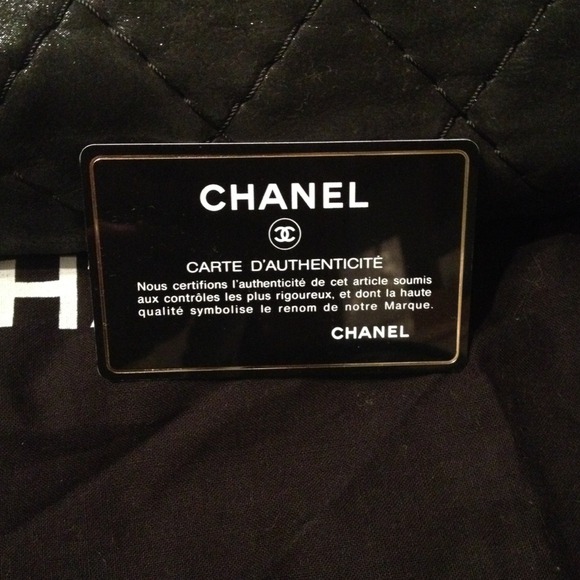 CHANEL
CARTE D'AUTHENTICITÉ
Nous certifions l'authenticité de cet article soumis
aux contrôles les plus rigoureux, et dont la haute
qualité symbolise le renom de notre Marque.
CHANEL
HA